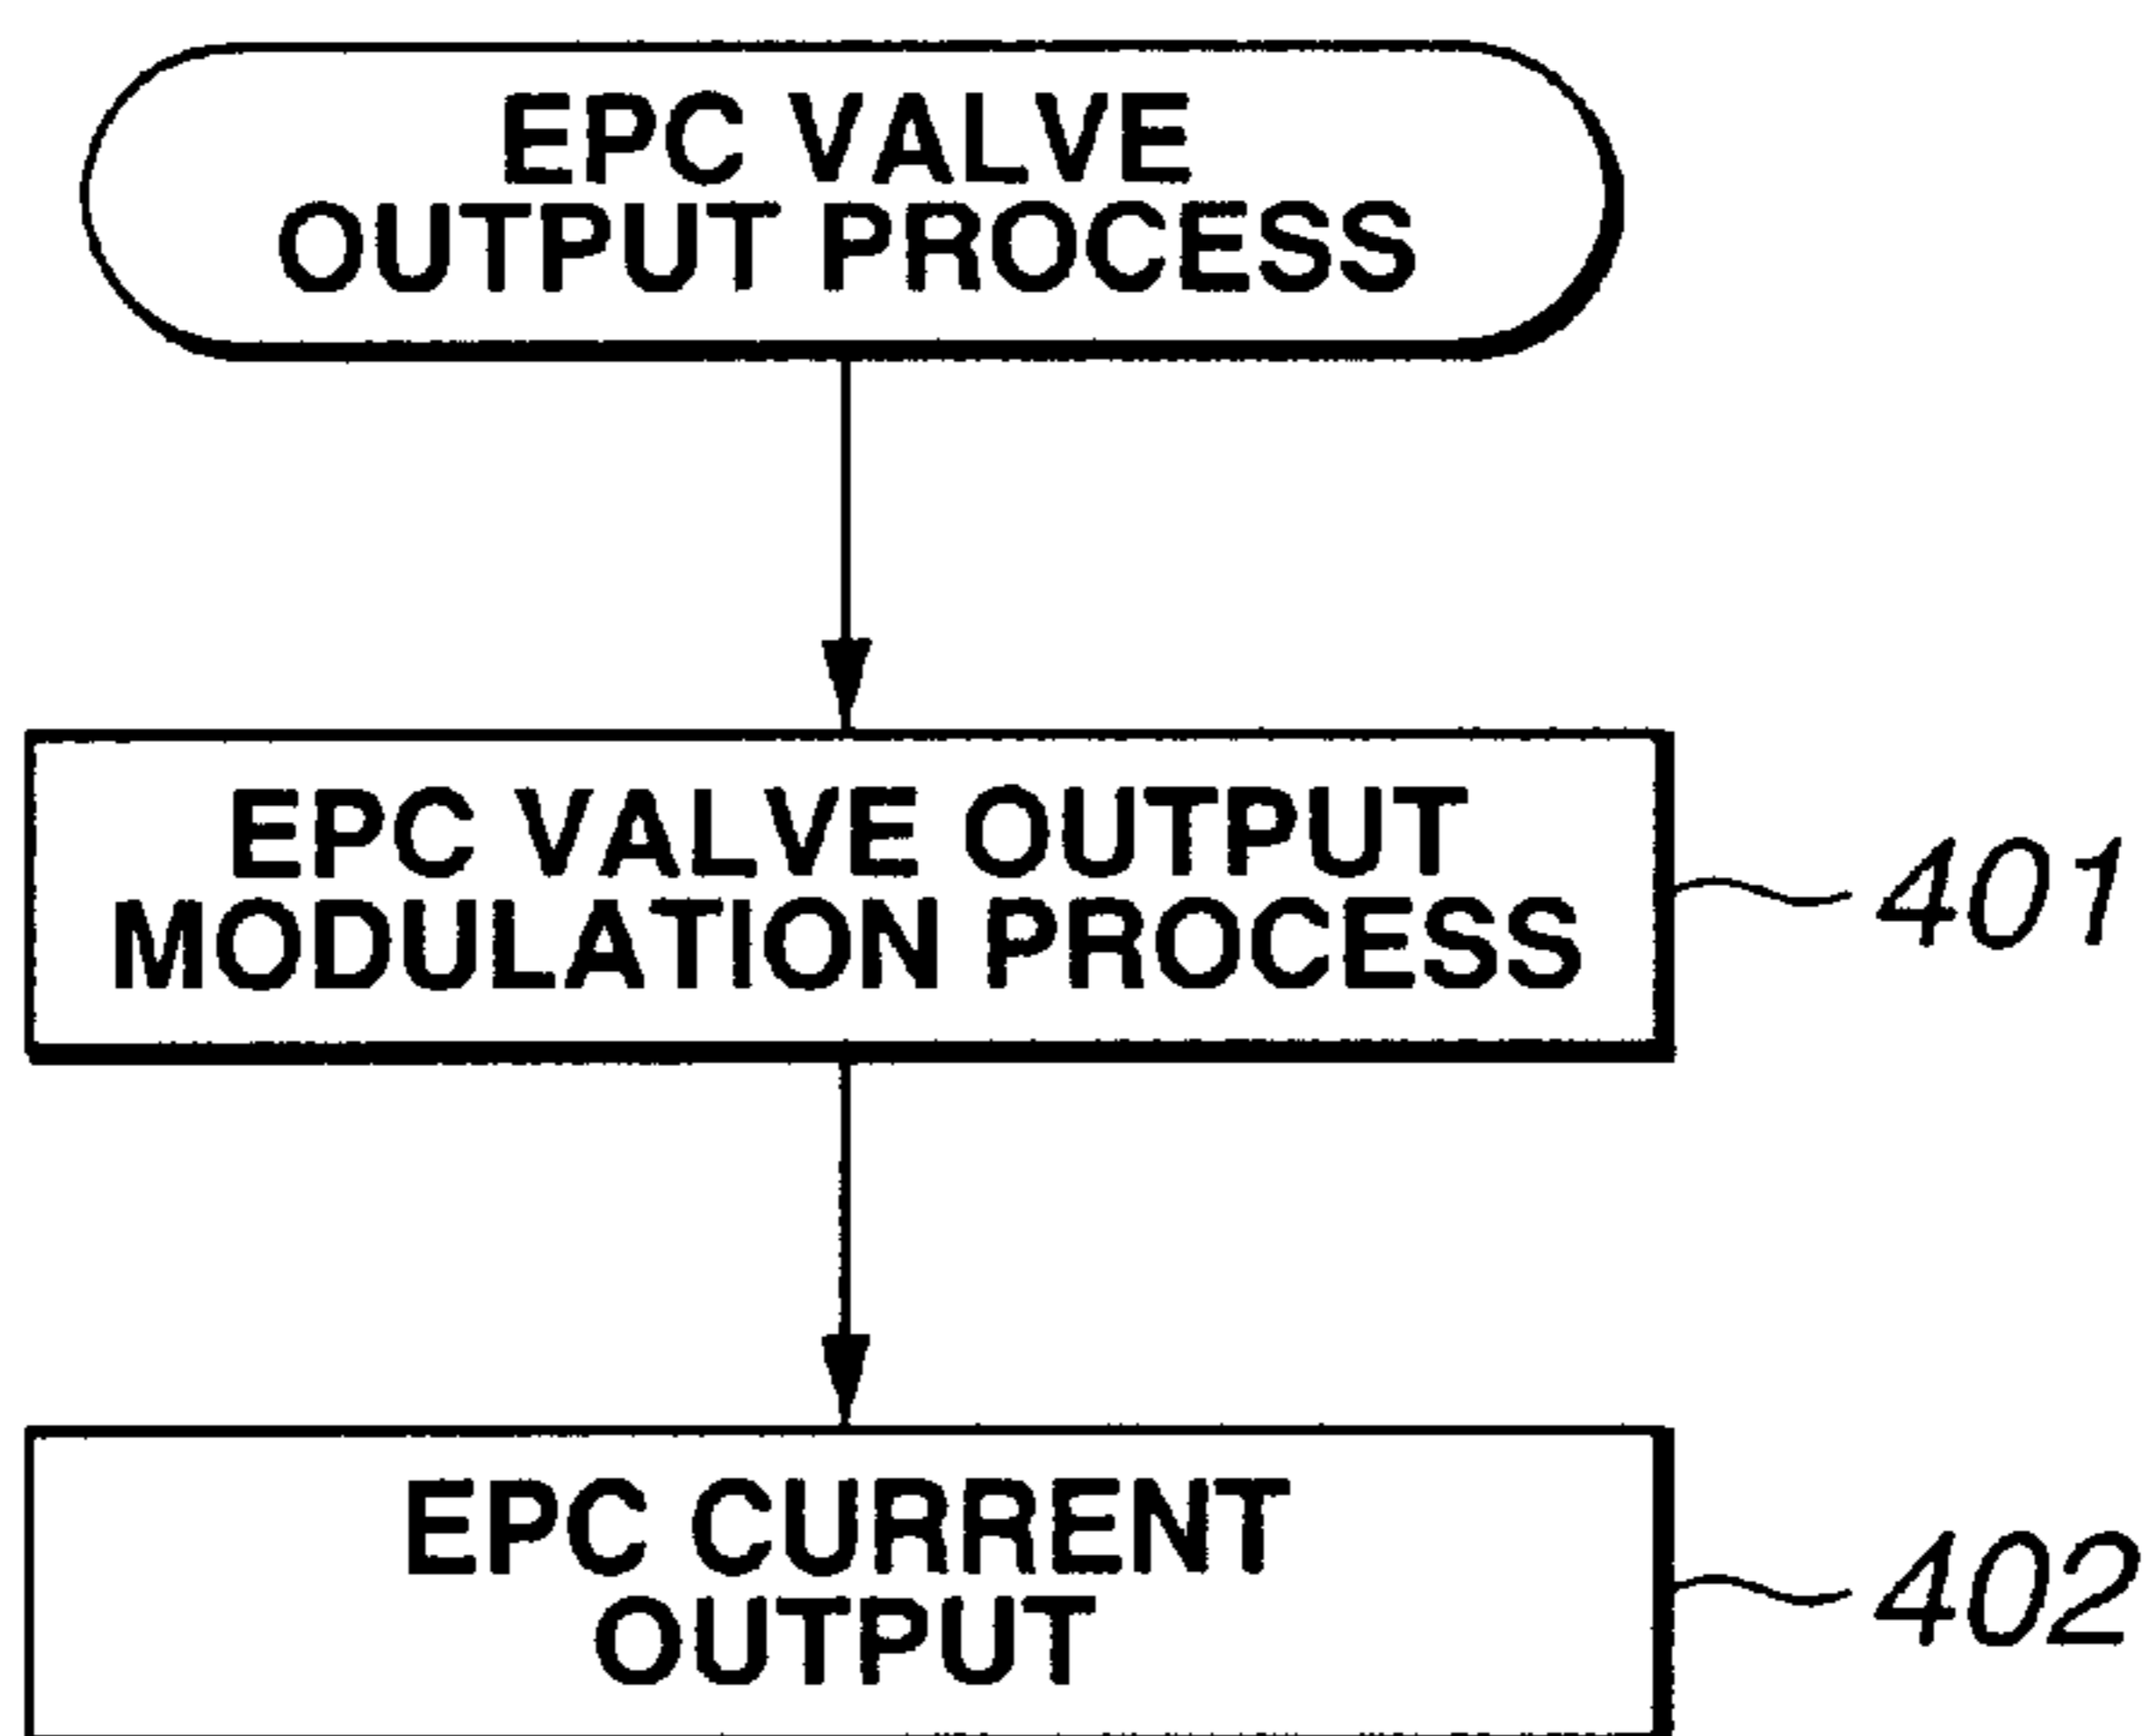 EPC VALVE
OUTPUT PROCESS
EPC VALVE OUTPUT
MODULATION PROCESS
401
EPC CURRENT
OUTPUT
402